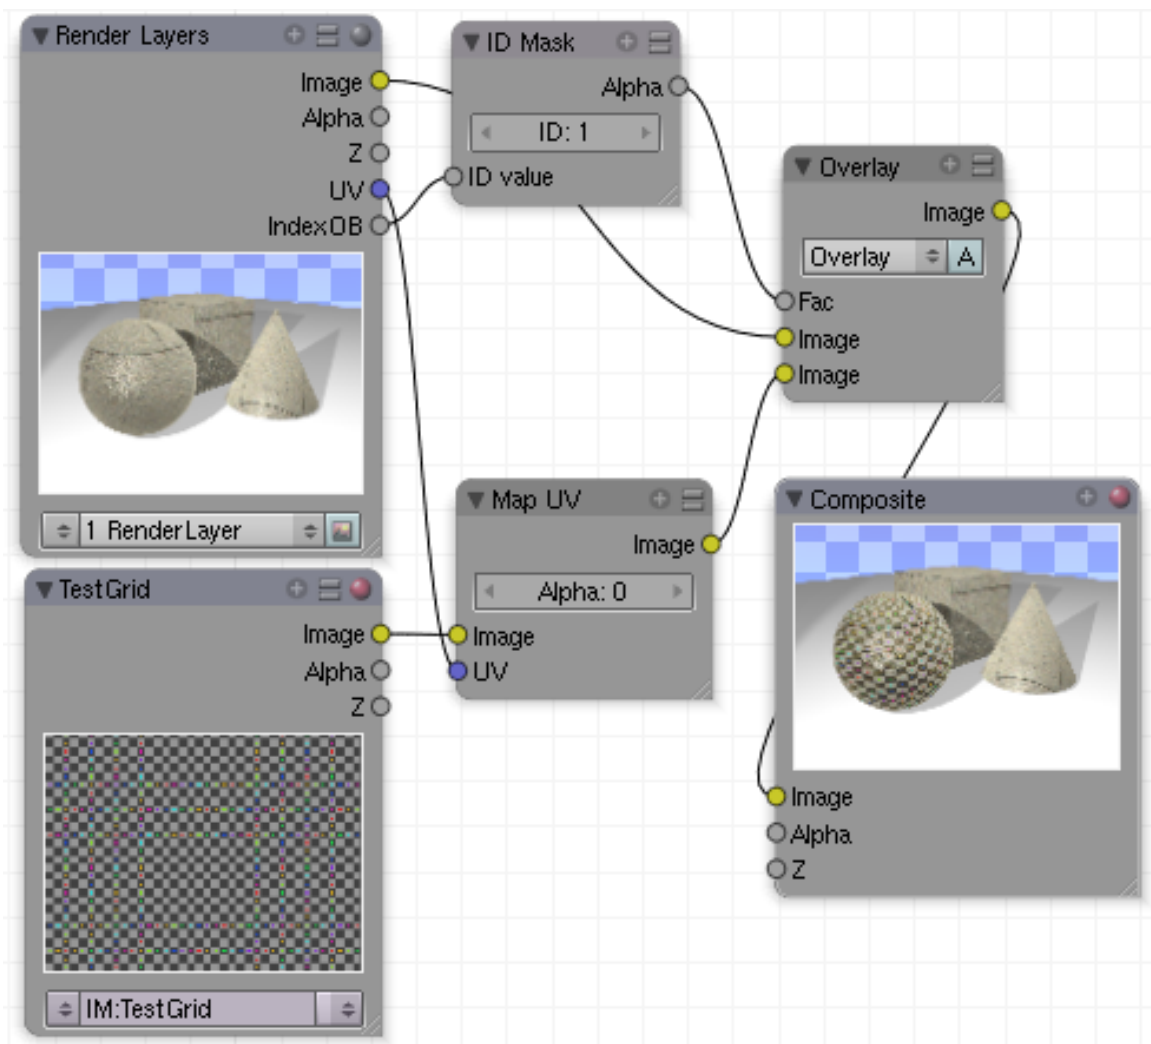 Render Layers
Image
Alpha
Z
UV
IndexOB
1 RenderLayer
ID Mask
Alpha
ID: 1
ID value
Overlay
Image
Overlay
A
Fac
Image
Image
TestGrid
Image
Alpha
Z
IM:TestGrid
Map UV
Image
Alpha: 0
Image
UV
Composite
Image
Alpha
Z